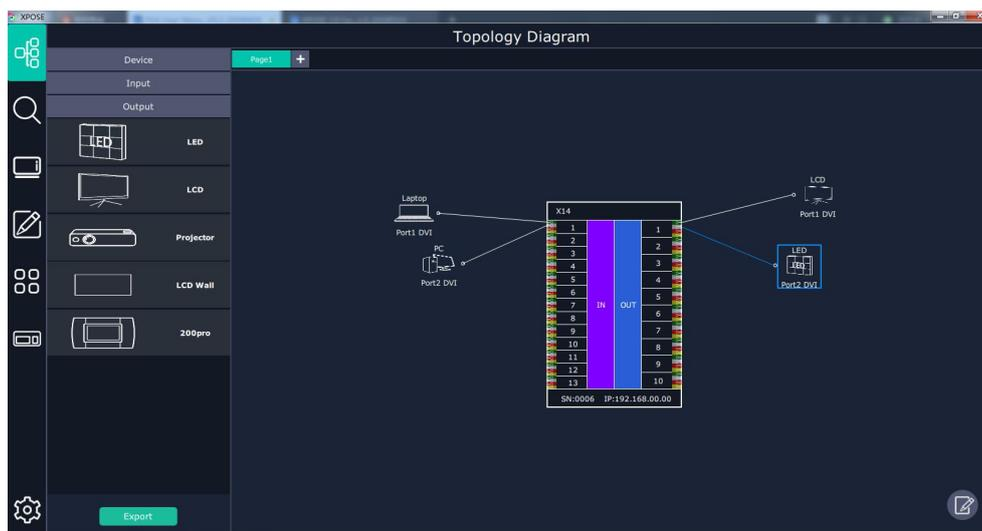 XPOSE
Topology Diagram
Device
Page1 +
Input
Output
LED LED
LCD
Projector
LCD Wall
200pro
Export
Laptop
Port1 DVI
PC
Port2 DVI
X14
1
2
3
4
5
6
7
8
9
10
11
12
13
IN
OUT
1
2
3
4
5
6
7
8
9
10
SN:0006 IP:192.168.00.00
LCD
Port1 DVI
LED
LED
Port2 DVI